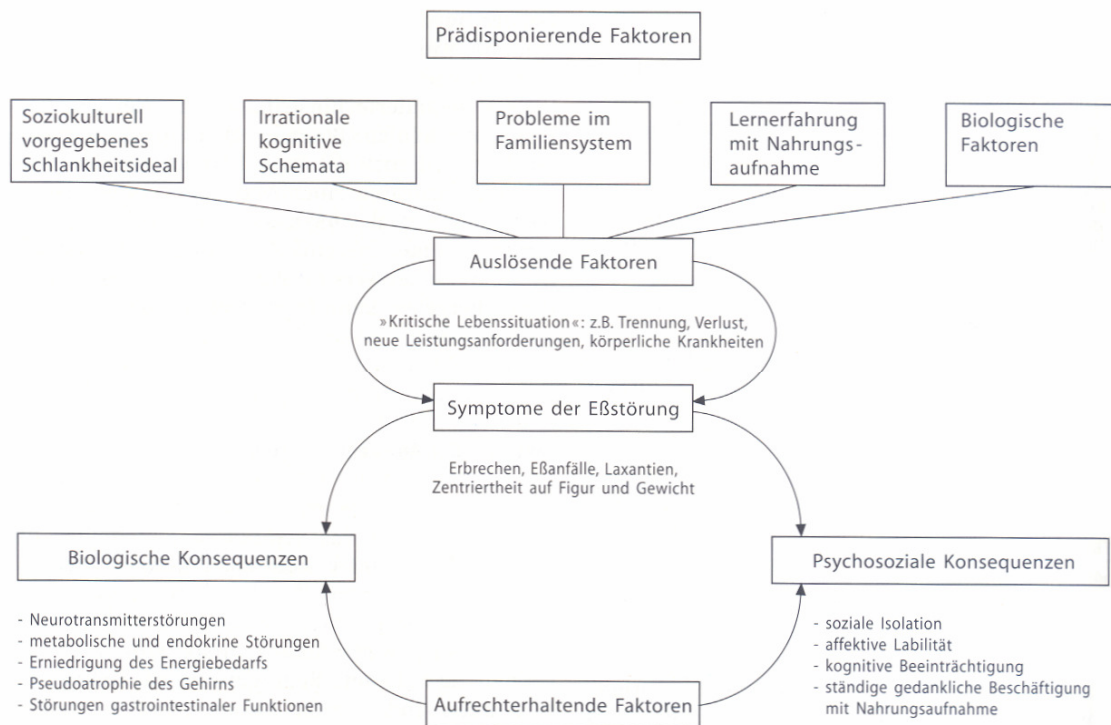 Prädisponierende Faktoren
Soziokulturell
vorgegebenes
Schlankheitsideal
Irrationale
kognitive
Schemata
Probleme im
Familiensystem
Lernerfahrung
mit Nahrungs-
aufnahme
Biologische
Faktoren
Auslösende Faktoren
»Kritische Lebenssituation«: z.B. Trennung, Verlust,
neue Leistungsanforderungen, körperliche Krankheiten
Symptome der Eßstörung
Erbrechen, Eßanfälle, Laxantien,
Zentriertheit auf Figur und Gewicht
Biologische Konsequenzen
- Neurotransmitterstörungen
- metabolische und endokrine Störungen
- Erniedrigung des Energiebedarfs
- Pseudoatrophie des Gehirns
- Störungen gastrointestinaler Funktionen
Psychosoziale Konsequenzen
- soziale Isolation
- affektive Labilität
- kognitive Beeinträchtigung
- ständige gedankliche Beschäftigung
mit Nahrungsaufnahme
Aufrechterhaltende Faktoren